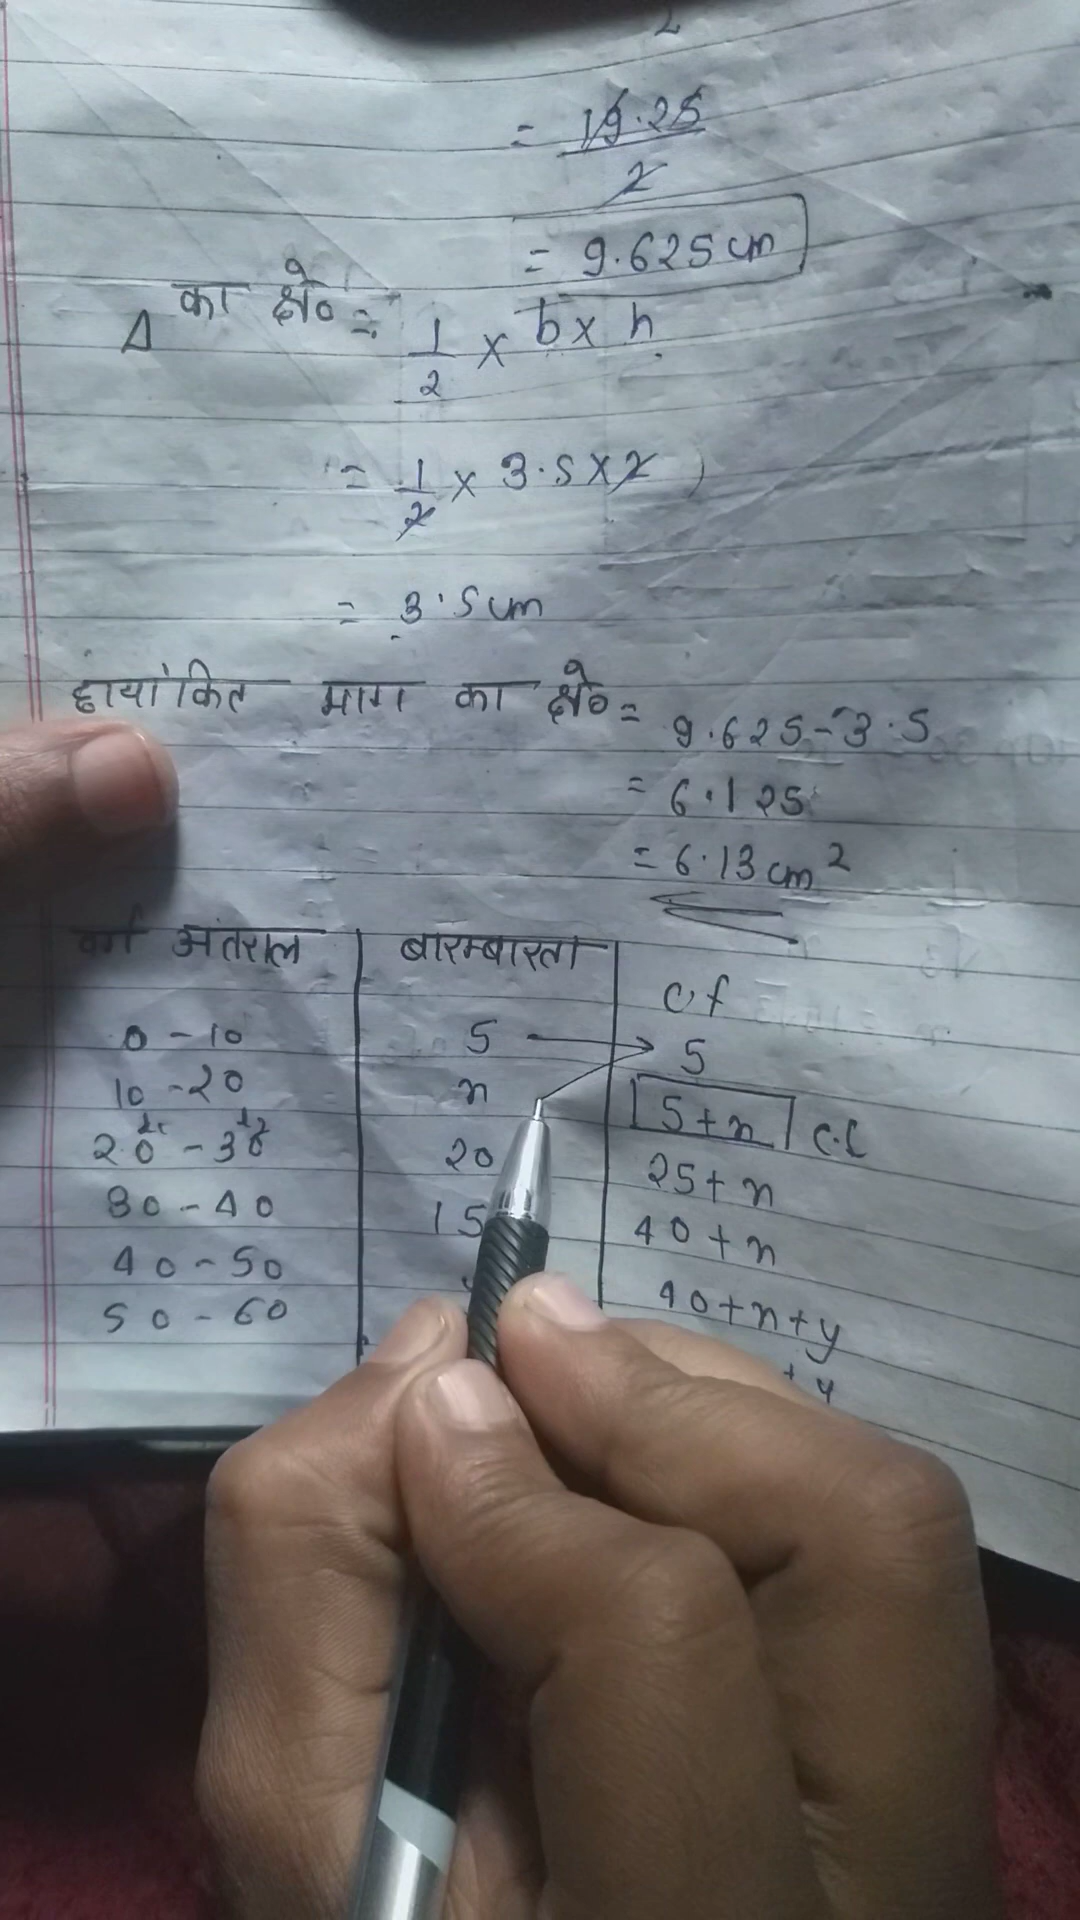 2
= 19.25
2
= 9.625 cm
Δ का क्षे० = 1/2 × b × h
= 1/2 × 3.5 × 2
= 3.5 cm
छायांकित भाग का क्षे० = 9.625 - 3.5
= 6.125
= 6.13 cm²
वर्ग अंतराल | बारम्बारता | c.f
0 - 10 | 5 → 5
10 - 20 | x | 5 + x c.f
20 - 30 | 20 | 25 + x
30 - 40 | 15 | 40 + x
40 - 50 | 40 + x + y
50 - 60 | + y